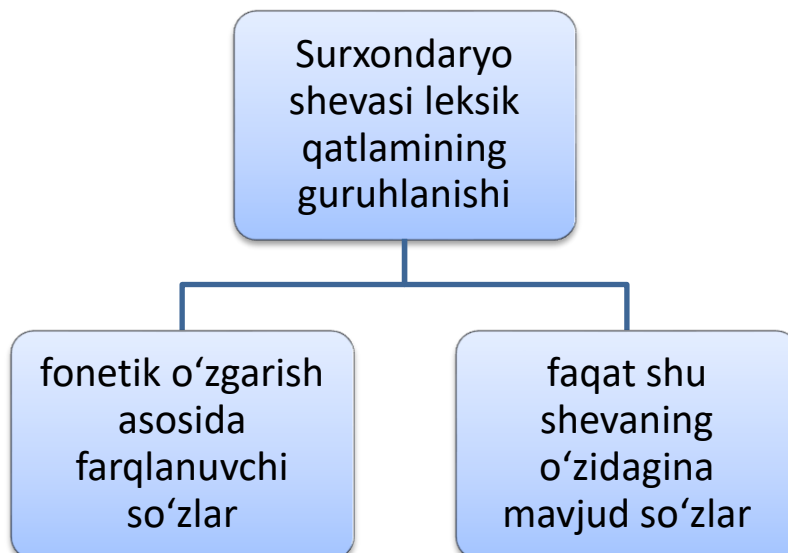 Surxondaryo
shevasi leksik
qatlamining
guruhlanishi
fonetik o‘zgarish
asosida
farqlanuvchi
so‘zlar
faqat shu
shevaning
o‘zidagina
mavjud so‘zlar